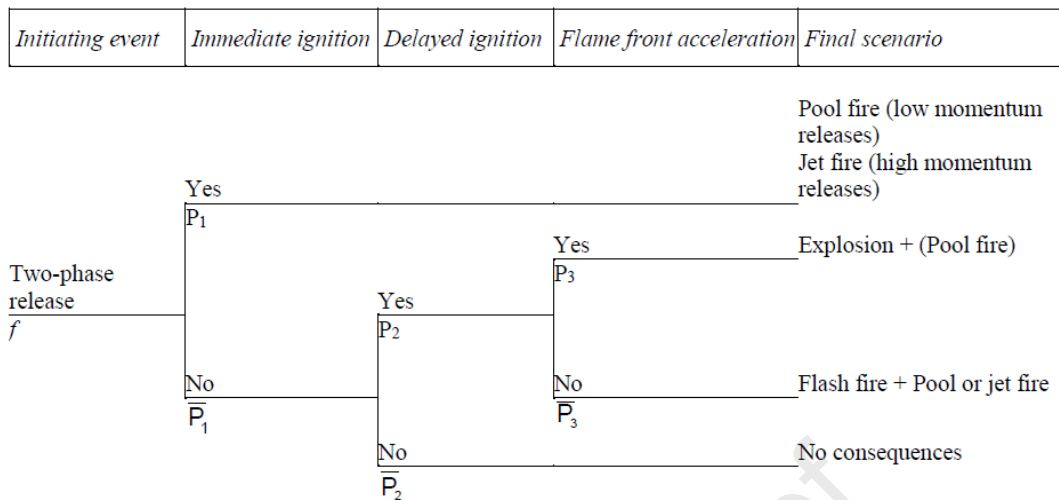 Initiating event
Immediate ignition
Delayed ignition
Flame front acceleration
Final scenario
Pool fire (low momentum
releases)
Jet fire (high momentum
releases)
Yes
P1
Yes
Explosion + (Pool fire)
P3
Two-phase
release
f
Yes
P2
No
P̅1
No
Flash fire + Pool or jet fire
P̅3
No
No consequences
P̅2